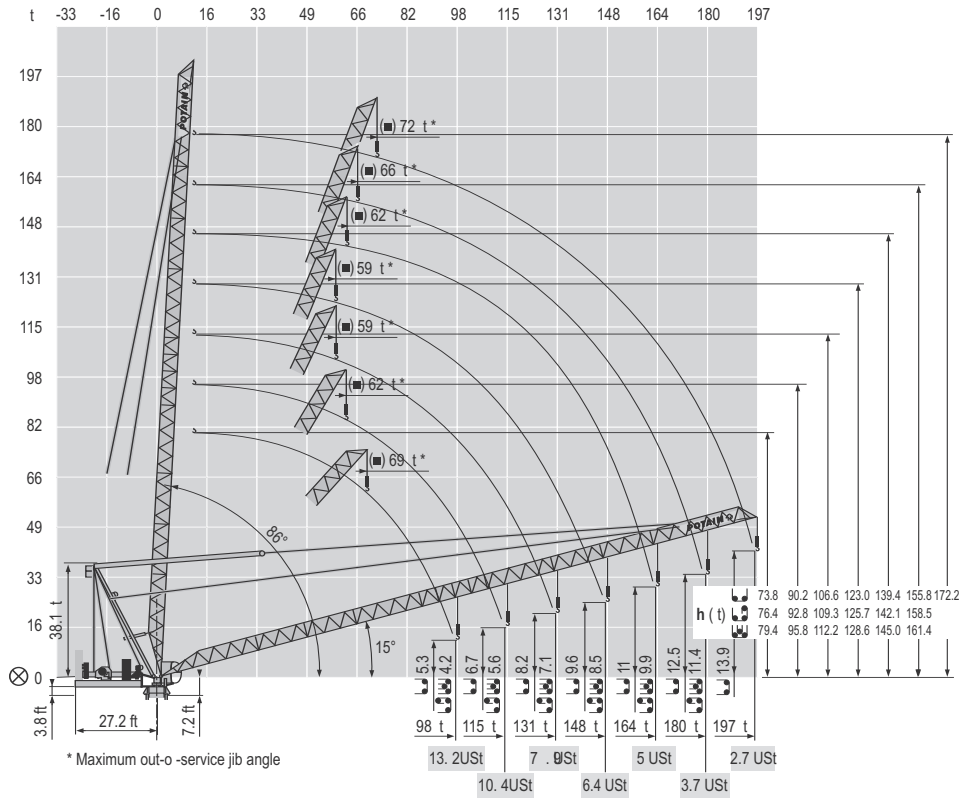 t -33 -16 0 16 33 49 66 82 98 115 131 148 164 180 197
197
180
164
148
131
115
98
82
66
49
33
16
0
POTAIN
(■) 72 t *
(■) 66 t *
(■) 62 t *
(■) 59 t *
(■) 59 t *
(■) 62 t *
(■) 69 t *
86°
POTAIN
15°
38.1 t
3.8 ft
27.2 ft
7.2 ft
h ( t )
73.8 90.2 106.6 123.0 139.4 155.8 172.2
76.4 92.8 109.3 125.7 142.1 158.5
79.4 95.8 112.2 128.6 145.0 161.4
5.3 4.2 6.7 5.6 8.2 7.1 9.6 8.5 11 9.9 12.5 11.4 13.9
98 t 115 t 131 t 148 t 164 t 180 t 197 t
13. 2USt 7 . 9USt 5 USt 2.7 USt
10. 4USt 6.4 USt 3.7 USt
* Maximum out-o -service jib angle